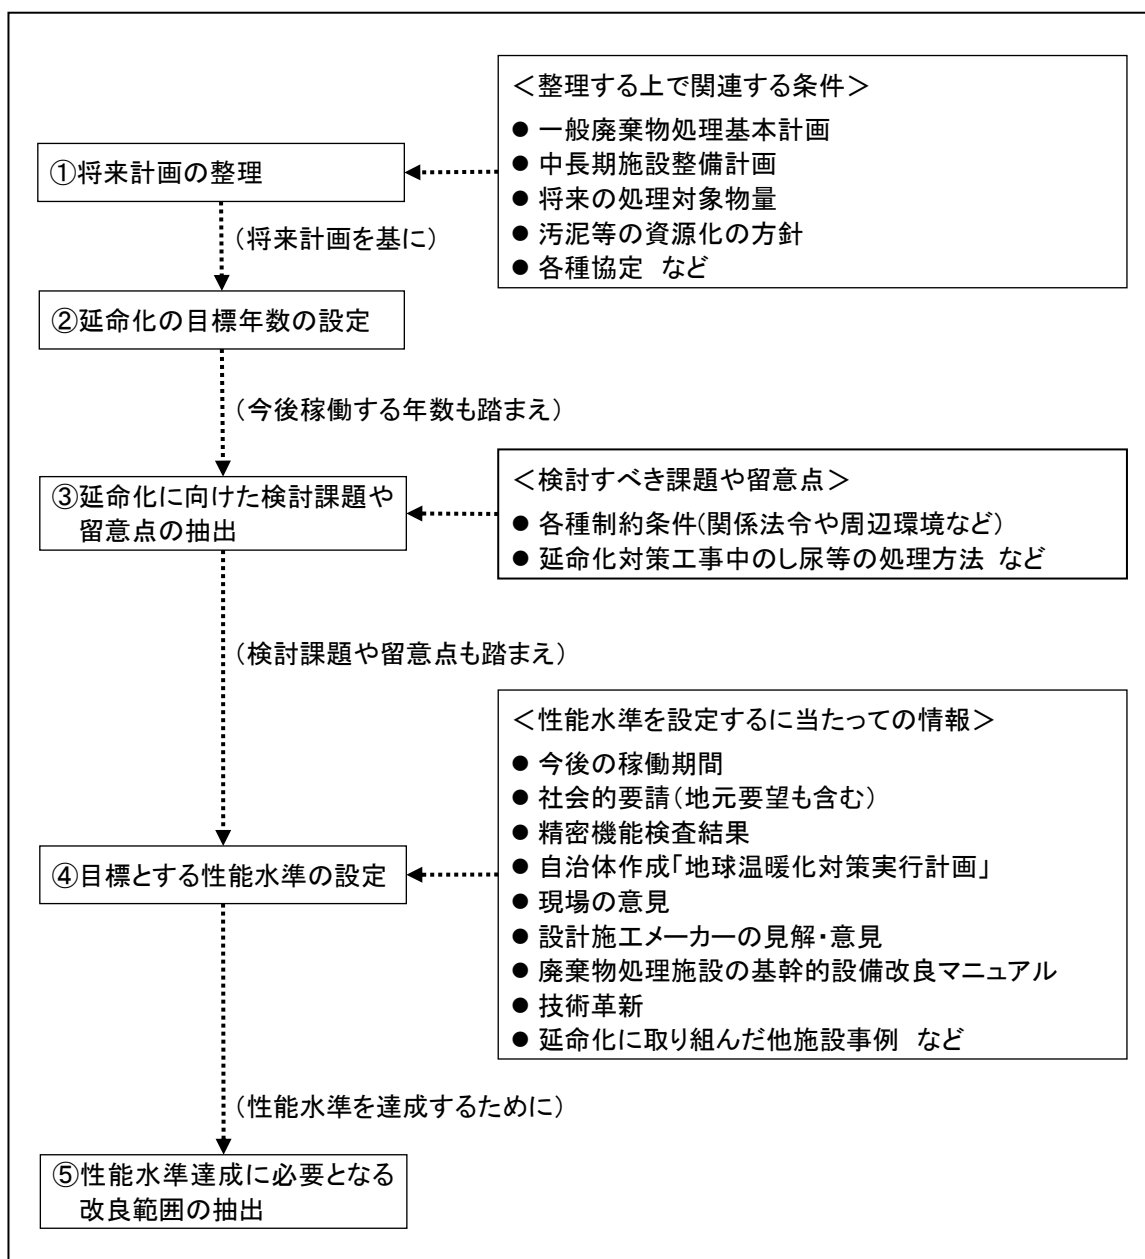 ＜整理する上で関連する条件＞
● 一般廃棄物処理基本計画
● 中長期施設整備計画
● 将来の処理対象物量
● 汚泥等の資源化の方針
● 各種協定　など
①将来計画の整理
（将来計画を基に）
②延命化の目標年数の設定
（今後稼働する年数も踏まえ）
③延命化に向けた検討課題や
留意点の抽出
＜検討すべき課題や留意点＞
● 各種制約条件（関係法令や周辺環境など）
● 延命化対策工事中のし尿等の処理方法　など
（検討課題や留意点も踏まえ）
＜性能水準を設定するに当たっての情報＞
● 今後の稼働期間
● 社会的要請（地元要望も含む）
● 精密機能検査結果
● 自治体作成「地球温暖化対策実行計画」
● 現場の意見
● 設計施工メーカーの見解・意見
● 廃棄物処理施設の基幹的設備改良マニュアル
● 技術革新
● 延命化に取り組んだ他施設事例　など
④目標とする性能水準の設定
（性能水準を達成するために）
⑤性能水準達成に必要となる
改良範囲の抽出